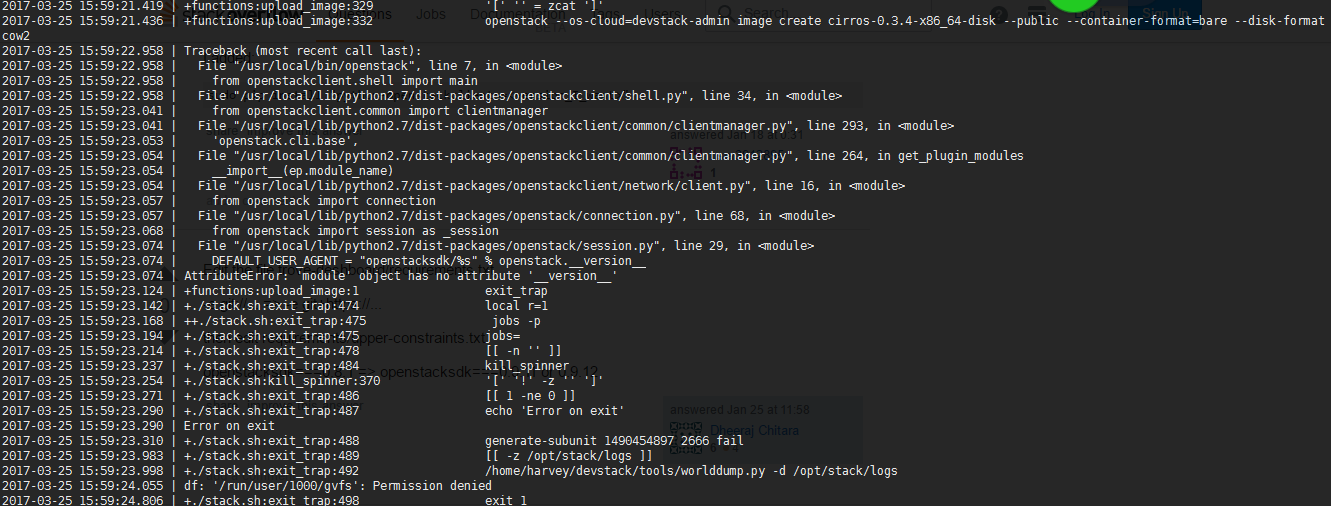 2017-03-25 15:59:21.419 | +functions:upload_image:329 '[' '' = zcat ']'
2017-03-25 15:59:21.436 | +functions:upload_image:332 openstack --os-cloud=devstack-admin image create cirros-0.3.4-x86_64-disk --public --container-format=bare --disk-format
cow2
2017-03-25 15:59:22.958 | Traceback (most recent call last):
2017-03-25 15:59:22.958 | File "/usr/local/bin/openstack", line 7, in <module>
2017-03-25 15:59:22.958 | from openstackclient.shell import main
2017-03-25 15:59:22.958 | File "/usr/local/lib/python2.7/dist-packages/openstackclient/shell.py", line 34, in <module>
2017-03-25 15:59:23.041 | from openstackclient.common import clientmanager
2017-03-25 15:59:23.041 | File "/usr/local/lib/python2.7/dist-packages/openstackclient/common/clientmanager.py", line 293, in <module>
2017-03-25 15:59:23.053 | 'openstack.cli.base',
2017-03-25 15:59:23.054 | File "/usr/local/lib/python2.7/dist-packages/openstackclient/common/clientmanager.py", line 264, in get_plugin_modules
2017-03-25 15:59:23.054 | __import__(ep.module_name)
2017-03-25 15:59:23.054 | File "/usr/local/lib/python2.7/dist-packages/openstackclient/network/client.py", line 16, in <module>
2017-03-25 15:59:23.057 | from openstack import connection
2017-03-25 15:59:23.057 | File "/usr/local/lib/python2.7/dist-packages/openstack/connection.py", line 68, in <module>
2017-03-25 15:59:23.068 | from openstack import session as _session
2017-03-25 15:59:23.074 | File "/usr/local/lib/python2.7/dist-packages/openstack/session.py", line 29, in <module>
2017-03-25 15:59:23.074 | DEFAULT_USER_AGENT = "openstacksdk/%s" % openstack.__version__
2017-03-25 15:59:23.074 | AttributeError: 'module' object has no attribute '__version__'
2017-03-25 15:59:23.124 | +functions:upload_image:1 exit_trap
2017-03-25 15:59:23.142 | +./stack.sh:exit_trap:474 local r=1
2017-03-25 15:59:23.168 | ++./stack.sh:exit_trap:475 jobs -p
2017-03-25 15:59:23.194 | +./stack.sh:exit_trap:475 jobs=
2017-03-25 15:59:23.214 | +./stack.sh:exit_trap:478 [[ -n '' ]]
2017-03-25 15:59:23.237 | +./stack.sh:exit_trap:484 kill_spinner
2017-03-25 15:59:23.254 | +./stack.sh:kill_spinner:370 '[' '!' -z '' ']'
2017-03-25 15:59:23.271 | +./stack.sh:exit_trap:486 [[ 1 -ne 0 ]]
2017-03-25 15:59:23.290 | +./stack.sh:exit_trap:487 echo 'Error on exit'
2017-03-25 15:59:23.290 | Error on exit
2017-03-25 15:59:23.310 | +./stack.sh:exit_trap:488 generate-subunit 1490454897 2666 fail
2017-03-25 15:59:23.983 | +./stack.sh:exit_trap:489 [[ -z /opt/stack/logs ]]
2017-03-25 15:59:23.998 | +./stack.sh:exit_trap:492 /home/harvey/devstack/tools/worlddump.py -d /opt/stack/logs
2017-03-25 15:59:24.055 | df: '/run/user/1000/gvfs': Permission denied
2017-03-25 15:59:24.806 | +./stack.sh:exit_trap:498 exit 1
Jobs
Users
Search
Sign Up
answered Jan 25 at 11:58
Dheeraj Chitara